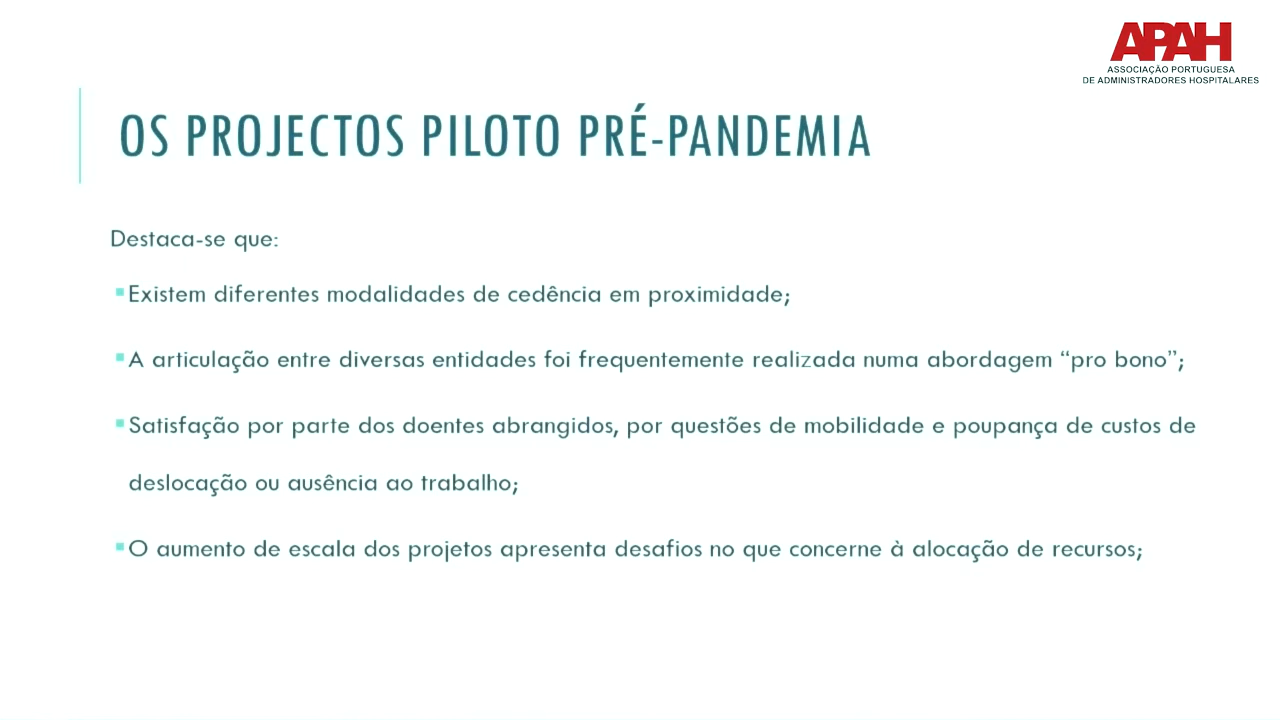 APAH
ASSOCIAÇÃO PORTUGUESA
DE ADMINISTRADORES HOSPITALARES
OS PROJECTOS PILOTO PRÉ-PANDEMIA
Destaca-se que:
▪Existem diferentes modalidades de cedência em proximidade;
▪A articulação entre diversas entidades foi frequentemente realizada numa abordagem “pro bono”;
▪Satisfação por parte dos doentes abrangidos, por questões de mobilidade e poupança de custos de
deslocação ou ausência ao trabalho;
▪O aumento de escala dos projetos apresenta desafios no que concerne à alocação de recursos;